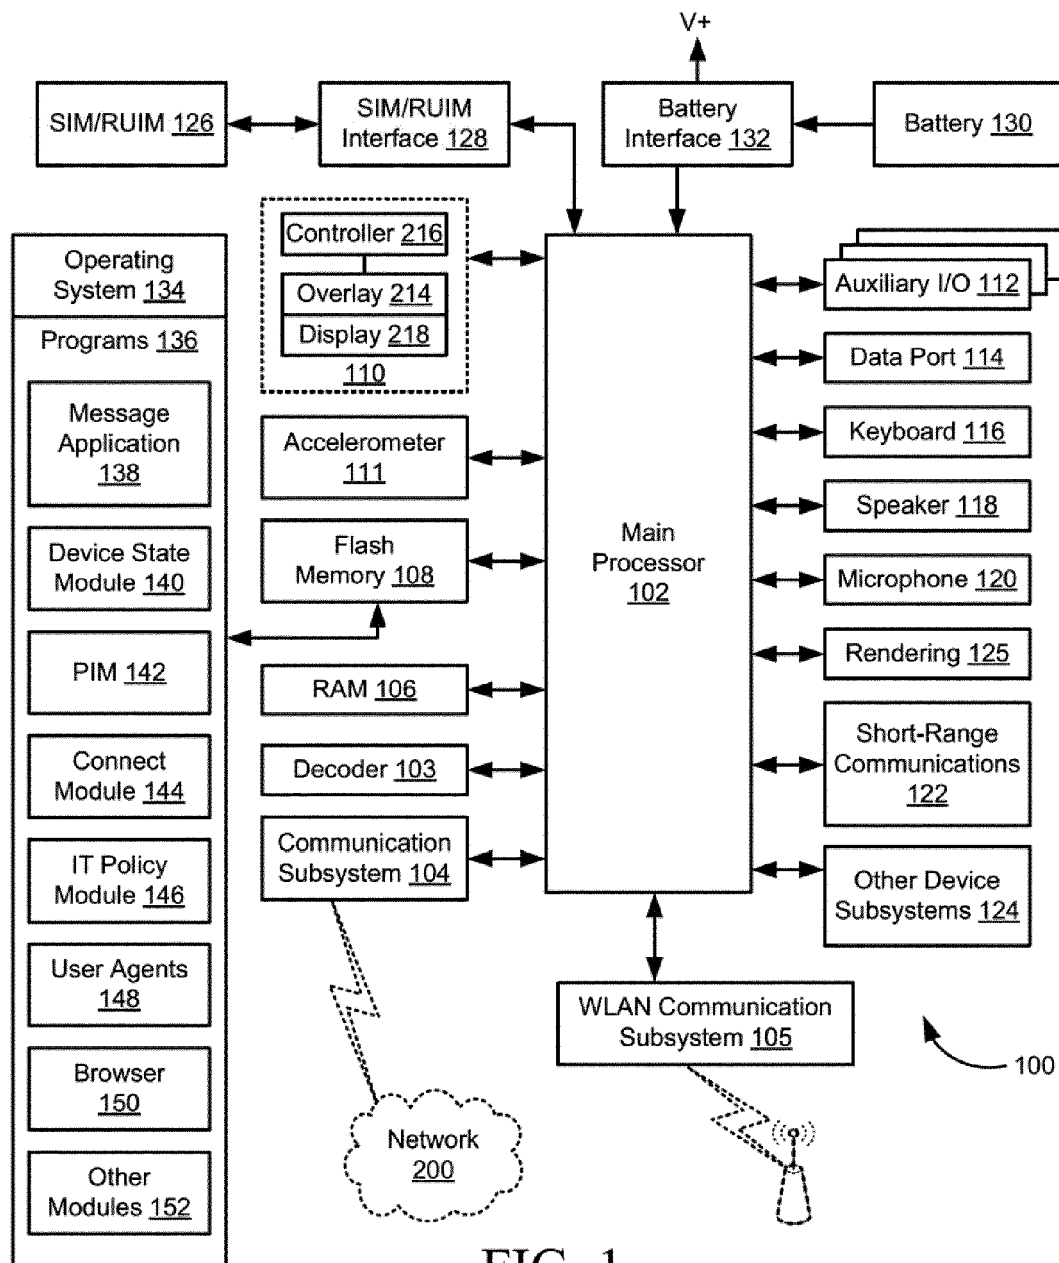 V+
SIM/RUIM 126
SIM/RUIM
Interface 128
Battery
Interface 132
Battery 130
Operating
System 134
Programs 136
Message
Application
138
Device State
Module 140
PIM 142
Connect
Module 144
IT Policy
Module 146
User Agents
148
Browser
150
Other
Modules 152
Controller 216
Overlay 214
Display 218
110
Accelerometer
111
Flash
Memory 108
RAM 106
Decoder 103
Communication
Subsystem 104
Main
Processor
102
Auxiliary I/O 112
Data Port 114
Keyboard 116
Speaker 118
Microphone 120
Rendering 125
Short-Range
Communications
122
Other Device
Subsystems 124
WLAN Communication
Subsystem 105
100
Network
200
FIG. 1